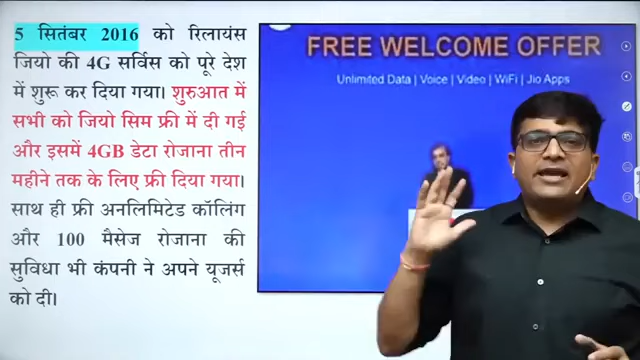 5 सितंबर 2016 को रिलायंस
जियो की 4G सर्विस को पूरे देश
में शुरू कर दिया गया। शुरुआत में
सभी को जियो सिम फ्री में दी गई
और इसमें 4GB डेटा रोजाना तीन
महीने तक के लिए फ्री दिया गया।
साथ ही फ्री अनलिमिटेड कॉलिंग
और 100 मैसेज रोजाना की
सुविधा भी कंपनी ने अपने यूजर्स
को दी।
FREE WELCOME OFFER
Unlimited Data | Voice | Video | WiFi | Jio Apps